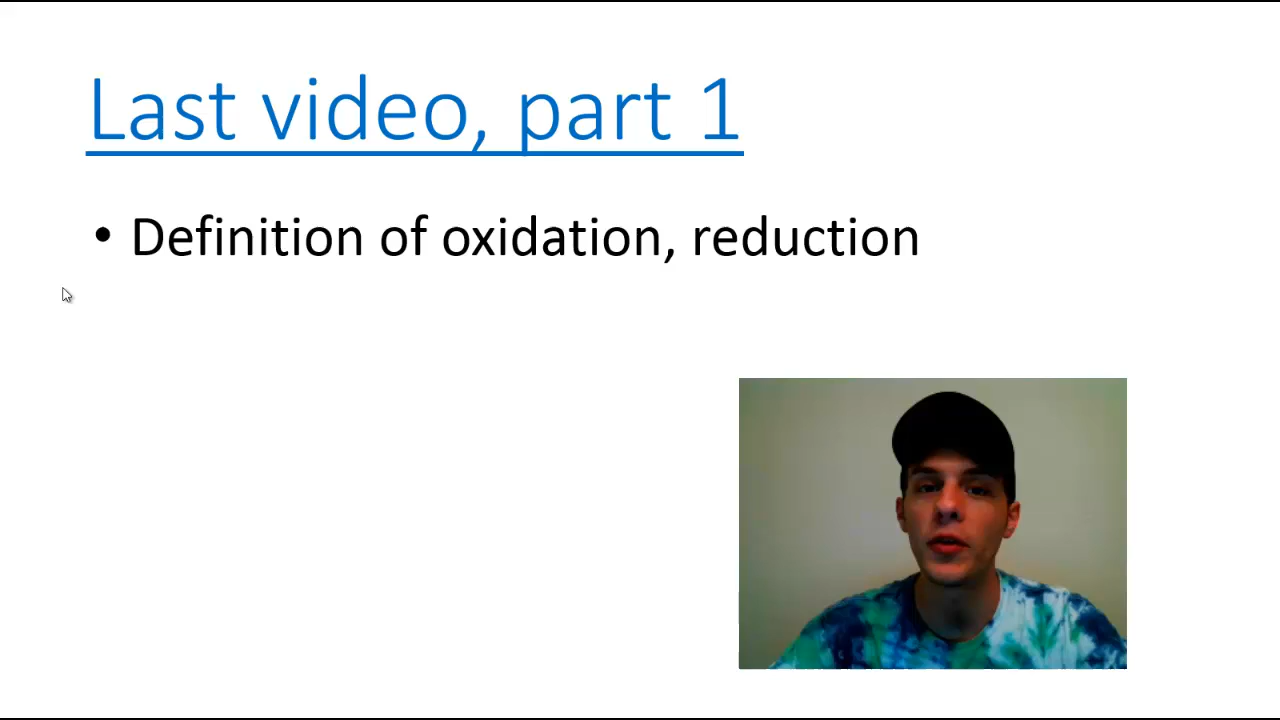 Last video, part 1
• Definition of oxidation, reduction